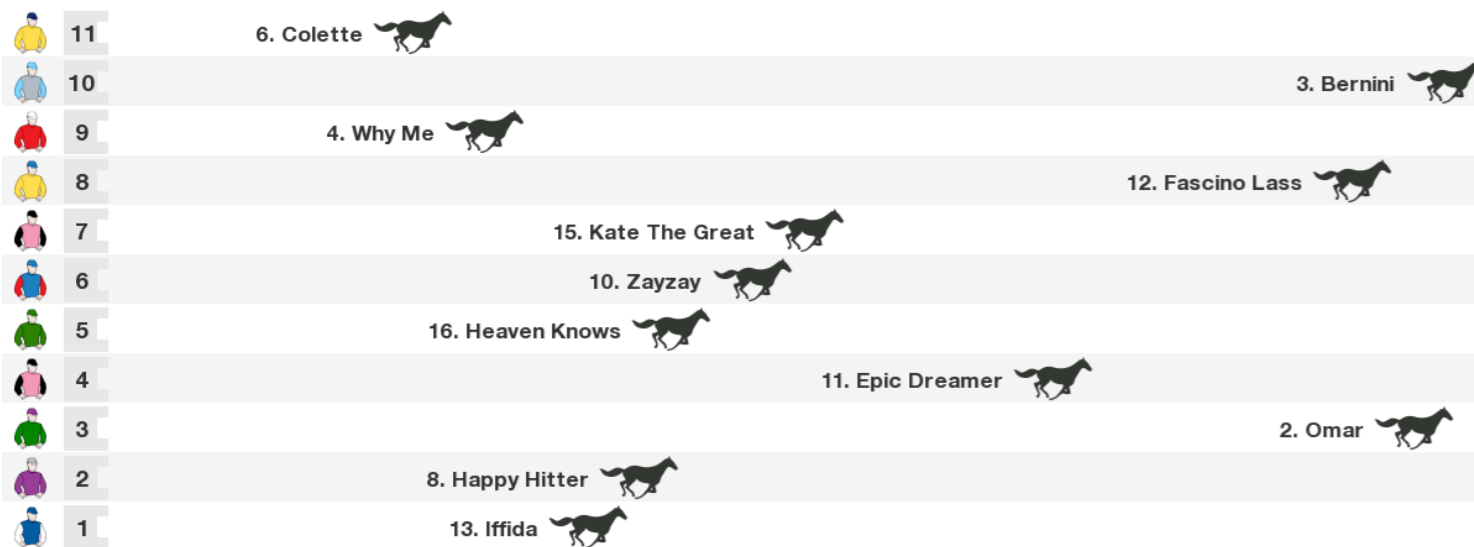 11 6. Colette
10 3. Bernini
9 4. Why Me
8 12. Fascino Lass
7 15. Kate The Great
6 10. Zayzay
5 16. Heaven Knows
4 11. Epic Dreamer
3 2. Omar
2 8. Happy Hitter
1 13. Iffida